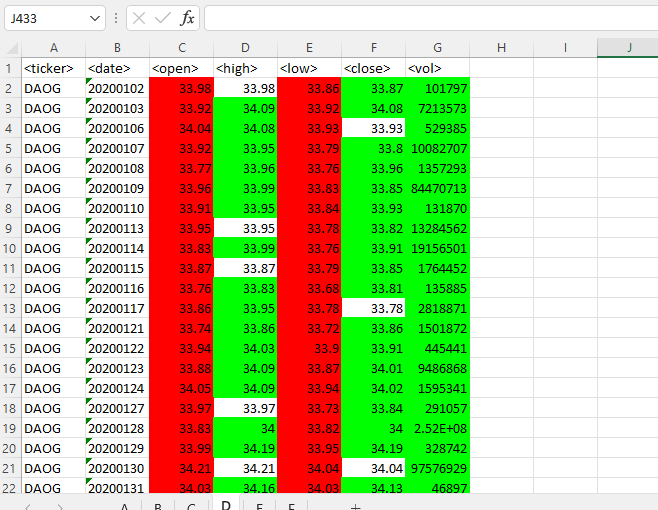 J433 fx
A B C D E F G H I J
1 <ticker> <date> <open> <high> <low> <close> <vol>
2 DAOG 20200102 33.98 33.98 33.86 33.87 101797
3 DAOG 20200103 33.92 34.09 33.92 34.08 7213573
4 DAOG 20200106 34.04 34.08 33.93 33.93 529385
5 DAOG 20200107 33.92 33.95 33.79 33.8 10082707
6 DAOG 20200108 33.77 33.96 33.76 33.96 1357293
7 DAOG 20200109 33.96 33.99 33.83 33.85 84470713
8 DAOG 20200110 33.91 33.95 33.84 33.93 131870
9 DAOG 20200113 33.95 33.95 33.78 33.82 13284562
10 DAOG 20200114 33.83 33.99 33.76 33.91 19156501
11 DAOG 20200115 33.87 33.87 33.79 33.85 1764452
12 DAOG 20200116 33.76 33.83 33.68 33.81 135885
13 DAOG 20200117 33.86 33.95 33.78 33.78 2818871
14 DAOG 20200121 33.74 33.86 33.72 33.86 1501872
15 DAOG 20200122 33.94 34.03 33.9 33.91 445441
16 DAOG 20200123 33.88 34.09 33.87 34.01 9486868
17 DAOG 20200124 34.05 34.09 33.94 34.02 1595341
18 DAOG 20200127 33.97 33.97 33.73 33.84 291057
19 DAOG 20200128 33.83 34 33.82 34 2.52E+08
20 DAOG 20200129 33.99 34.19 33.95 34.19 328742
21 DAOG 20200130 34.21 34.21 34.04 34.04 97576929
22 DAOG 20200131 34.03 34.16 34.03 34.13 46897
A B C D E F